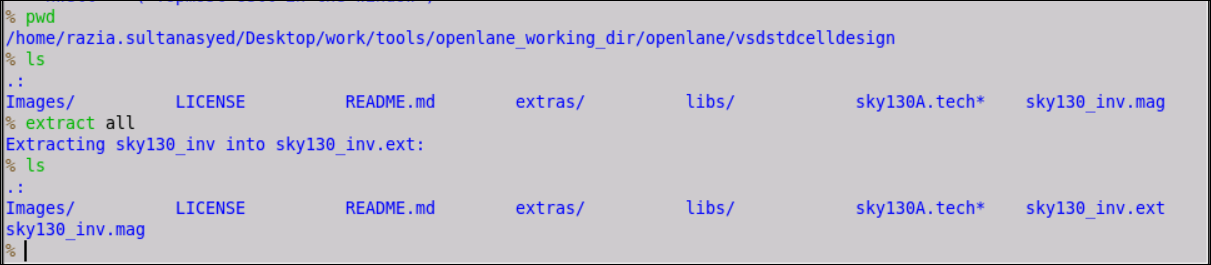 % pwd
/home/razia.sultanasyed/Desktop/work/tools/openlane_working_dir/openlane/vsdstdcelldesign
% ls
.:
Images/ LICENSE README.md extras/ libs/ sky130A.tech* sky130_inv.mag
% extract all
Extracting sky130_inv into sky130_inv.ext:
% ls
.:
Images/ LICENSE README.md extras/ libs/ sky130A.tech* sky130_inv.ext
sky130_inv.mag
%